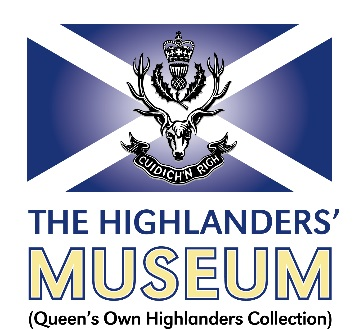 CUIDICH'N RIGH
THE HIGHLANDERS'
MUSEUM
(Queen's Own Highlanders Collection)